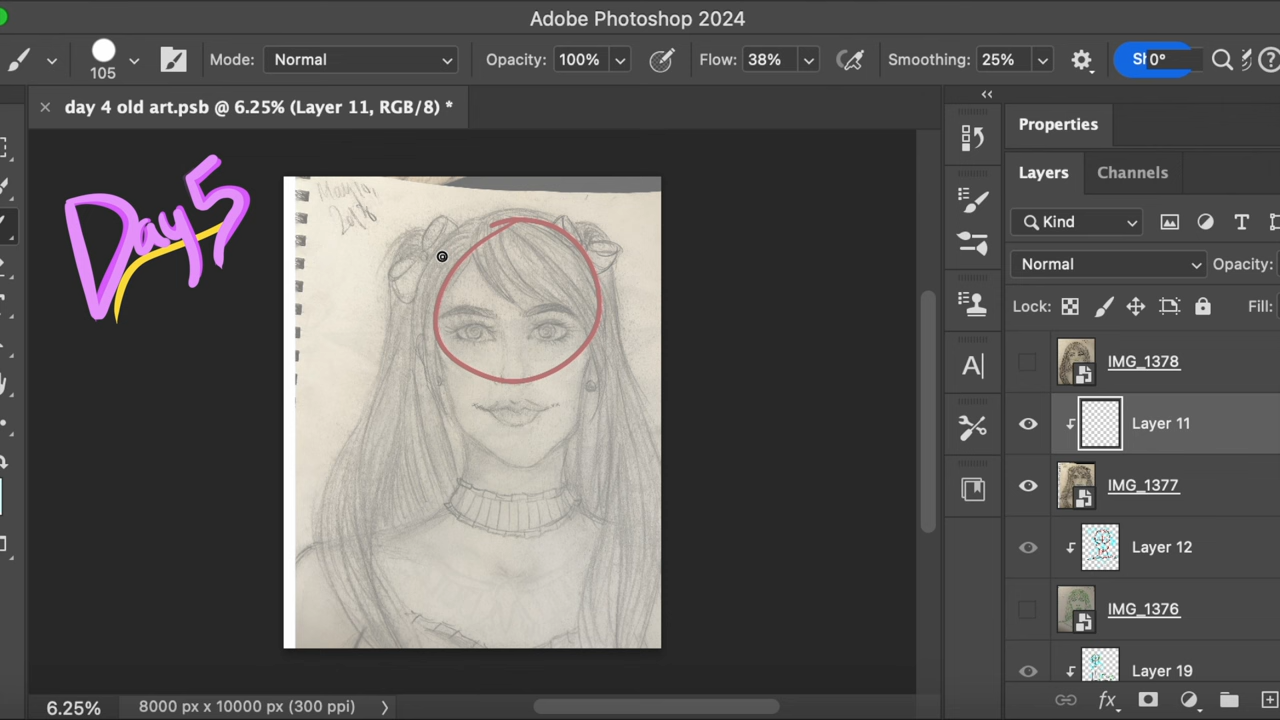 Adobe Photoshop 2024
105
Mode: Normal
Opacity: 100%
Flow: 38%
Smoothing: 25%
0°
× day 4 old art.psb @ 6.25% (Layer 11, RGB/8) *
Properties
Layers
Channels
Kind
Normal
Opacity:
Lock:
Fill:
IMG_1378
Layer 11
IMG_1377
Layer 12
IMG_1376
Layer 19
Day 5
6.25%
8000 px x 10000 px (300 ppi)